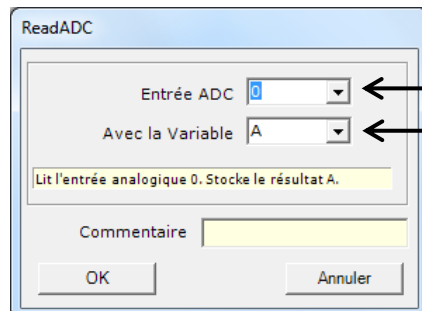 ReadADC
Entrée ADC 0
Avec la Variable A
Lit l'entrée analogique 0. Stocke le résultat A.
Commentaire
OK Annuler